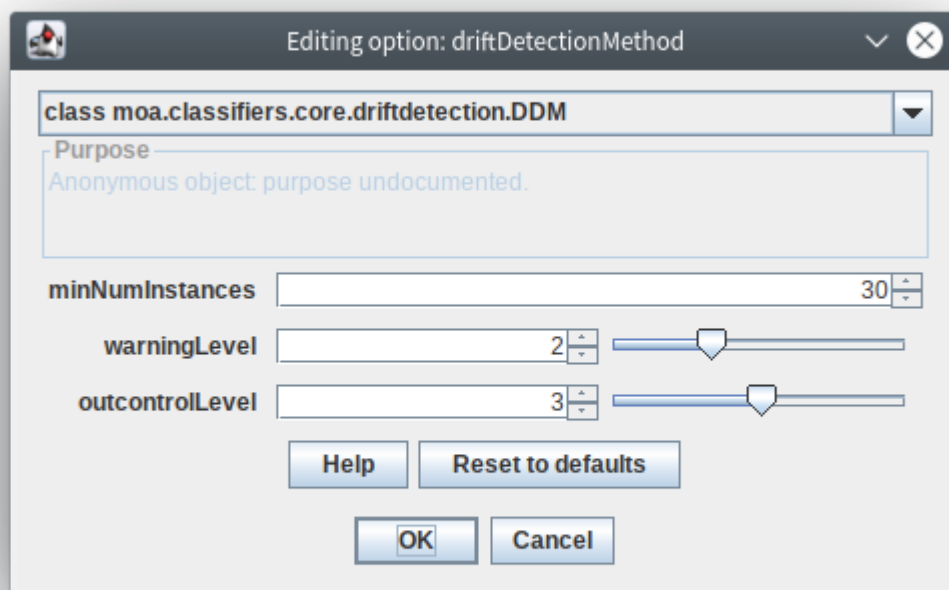 Editing option: driftDetectionMethod
class moa.classifiers.core.driftdetection.DDM
Purpose
Anonymous object: purpose undocumented.
minNumInstances 30
warningLevel 2
outcontrolLevel 3
Help Reset to defaults
OK Cancel